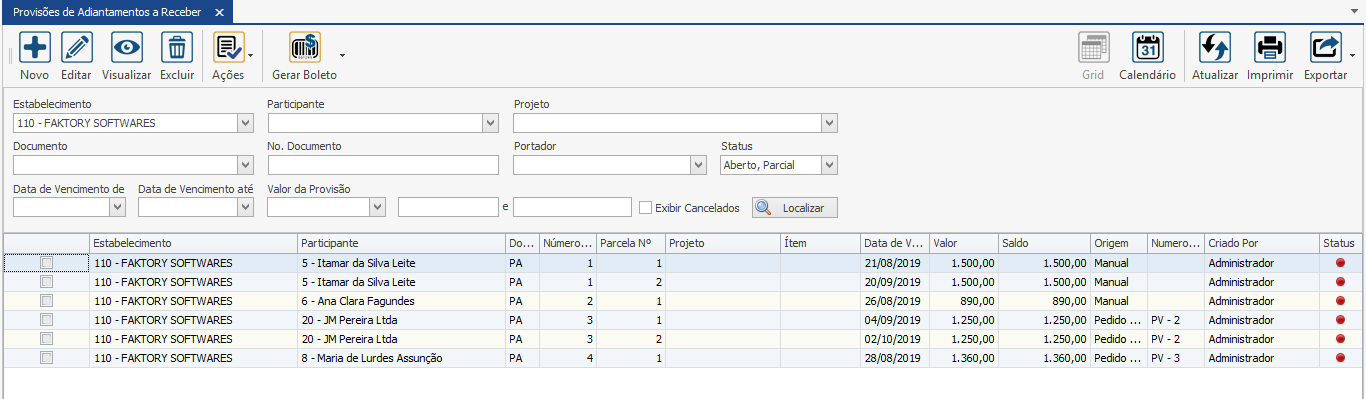 Provisões de Adiantamentos a Receber
Novo Editar Visualizar Excluir Ações Gerar Boleto Grid 31 Calendário Atualizar Imprimir Exportar
Estabelecimento Participante Projeto
110 - FAKTORY SOFTWARES
Documento No. Documento Portador Status
Aberto, Parcial
Data de Vencimento de Data de Vencimento até Valor da Provisão
e Exibir Cancelados Localizar
Estabelecimento Participante Do... Número... Parcela Nº Projeto Ítem Data de V... Valor Saldo Origem Numero... Criado Por Status
110 - FAKTORY SOFTWARES 5 - Itamar da Silva Leite PA 1 1 21/08/2019 1.500,00 1.500,00 Manual Administrador
110 - FAKTORY SOFTWARES 5 - Itamar da Silva Leite PA 1 2 20/09/2019 1.500,00 1.500,00 Manual Administrador
110 - FAKTORY SOFTWARES 6 - Ana Clara Fagundes PA 2 1 26/08/2019 890,00 890,00 Manual Administrador
110 - FAKTORY SOFTWARES 20 - JM Pereira Ltda PA 3 1 04/09/2019 1.250,00 1.250,00 Pedido ... PV - 2 Administrador
110 - FAKTORY SOFTWARES 20 - JM Pereira Ltda PA 3 2 02/10/2019 1.250,00 1.250,00 Pedido ... PV - 2 Administrador
110 - FAKTORY SOFTWARES 8 - Maria de Lurdes Assunção PA 4 1 28/08/2019 1.360,00 1.360,00 Pedido ... PV - 3 Administrador